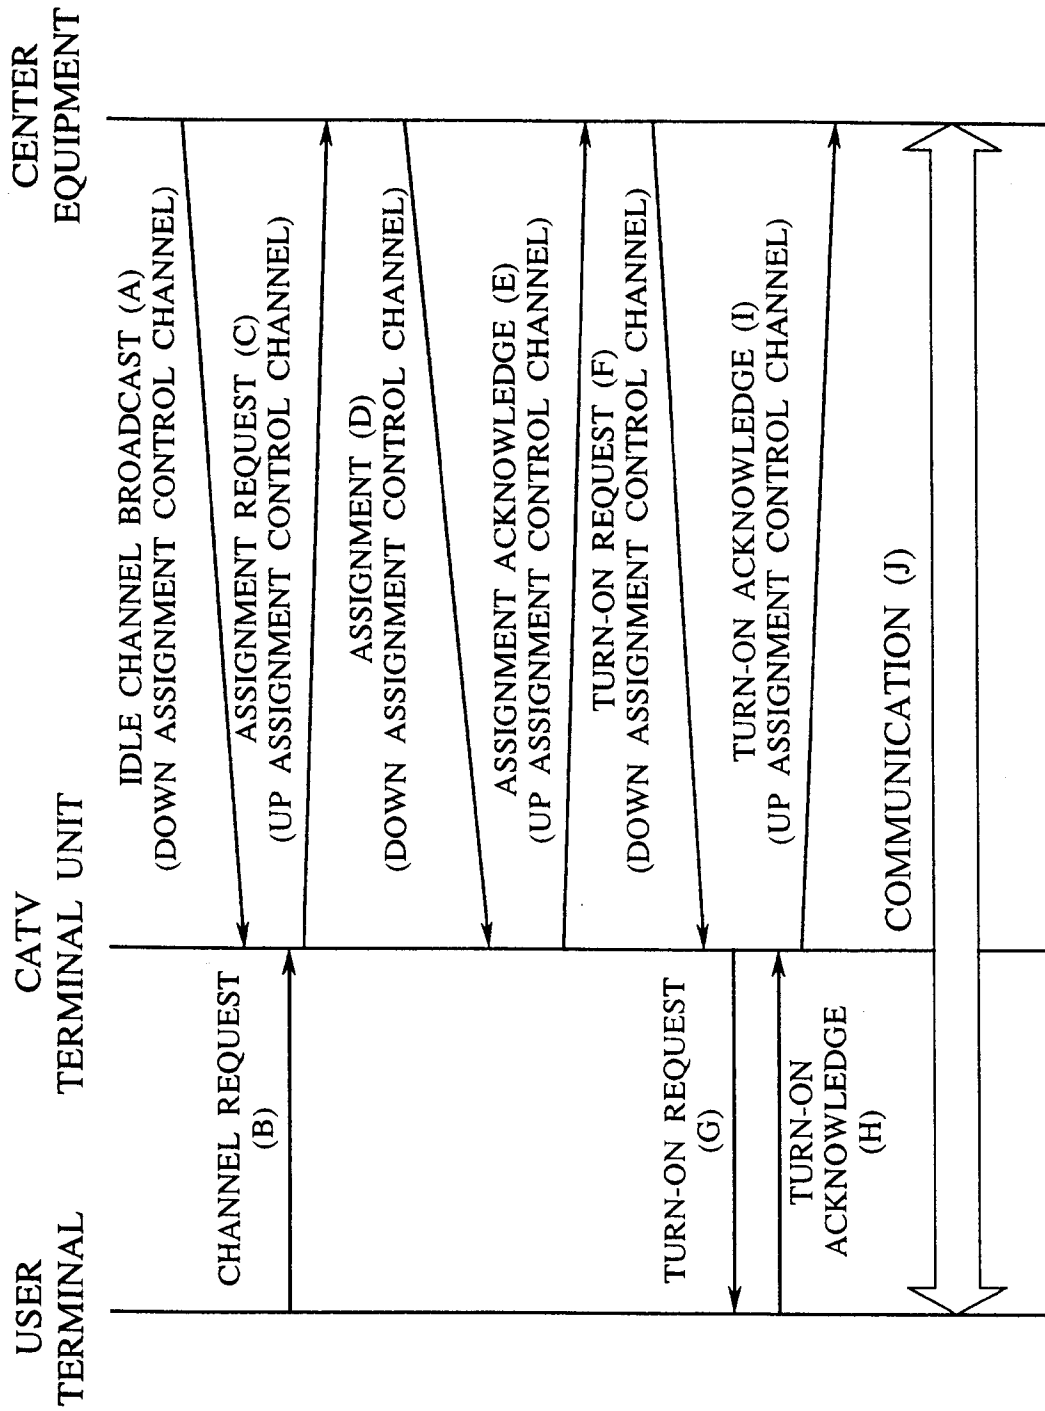 USER
TERMINAL
CATV
TERMINAL UNIT
CENTER
EQUIPMENT
IDLE CHANNEL BROADCAST (A)
(DOWN ASSIGNMENT CONTROL CHANNEL)
CHANNEL REQUEST
(B)
ASSIGNMENT REQUEST (C)
(UP ASSIGNMENT CONTROL CHANNEL)
ASSIGNMENT (D)
(DOWN ASSIGNMENT CONTROL CHANNEL)
ASSIGNMENT ACKNOWLEDGE (E)
(UP ASSIGNMENT CONTROL CHANNEL)
TURN-ON REQUEST (F)
(DOWN ASSIGNMENT CONTROL CHANNEL)
TURN-ON REQUEST
(G)
TURN-ON
ACKNOWLEDGE
(H)
TURN-ON ACKNOWLEDGE (I)
(UP ASSIGNMENT CONTROL CHANNEL)
COMMUNICATION (J)